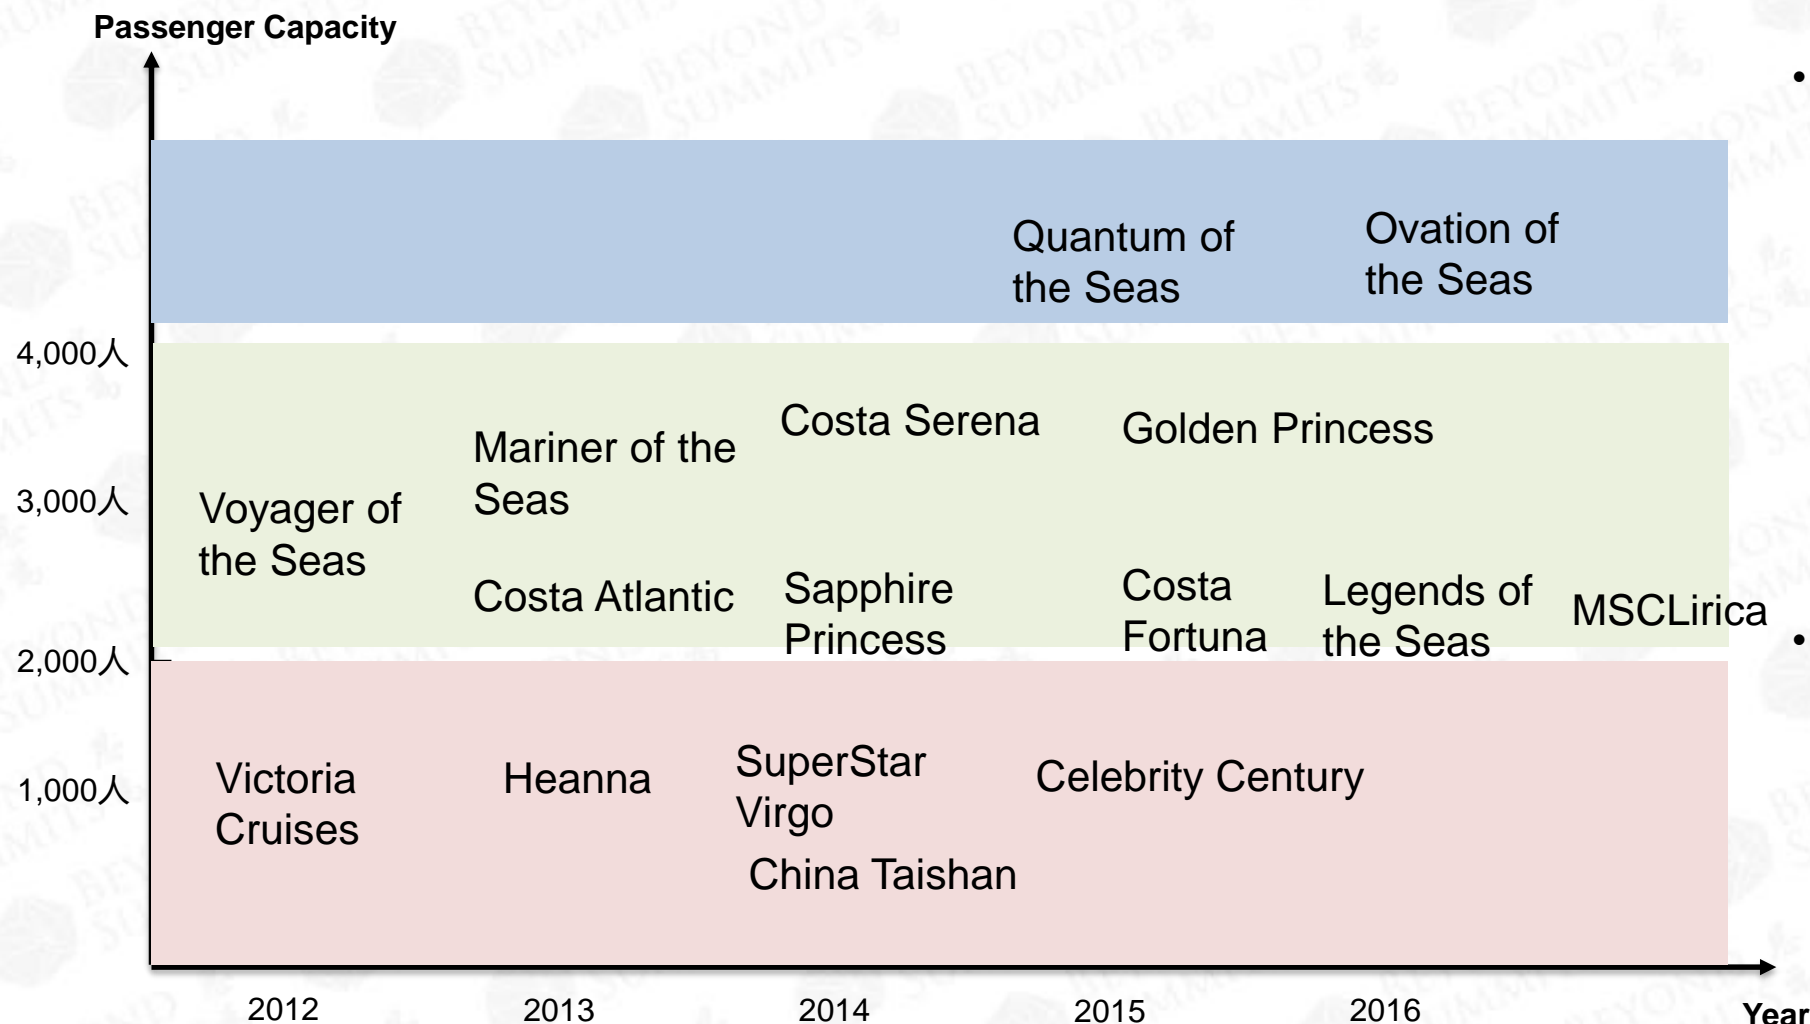 Passenger Capacity
Quantum of
the Seas
Ovation of
the Seas
4,000人
Costa Serena
Golden Princess
Mariner of the
Seas
3,000人
Voyager of
the Seas
Costa Atlantic
Sapphire
Princess
Costa
Fortuna
Legends of
the Seas
MSCLirica
2,000人
1,000人
Victoria
Cruises
Heanna
SuperStar
Virgo
Celebrity Century
China Taishan
2012
2013
2014
2015
2016
Year
BEYOND
SUMMITS